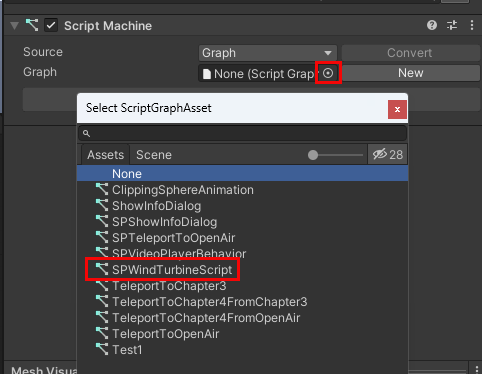 Script Machine
Source Graph Convert
Graph None (Script Grap New
Select ScriptGraphAsset x
Assets Scene 28
None
ClippingSphereAnimation
ShowInfoDialog
SPShowInfoDialog
SPTeleportToOpenAir
SPVideoPlayerBehavior
SPWindTurbineScript
TeleportToChapter3
TeleportToChapter4FromChapter3
TeleportToChapter4FromOpenAir
TeleportToOpenAir
Test1
Mesh Visua